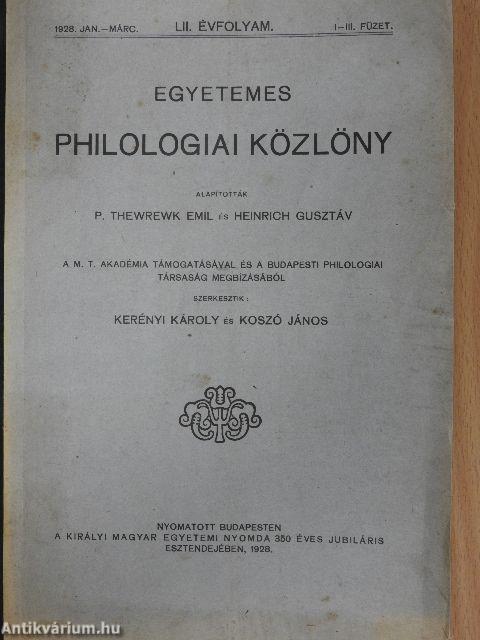 1928. JAN.—MÁRC. LII. ÉVFOLYAM. I—III. FÜZET.
EGYETEMES
PHILOLOGIAI KÖZLÖNY
ALAPÍTOTTÁK
P. THEWREWK EMIL ÉS HEINRICH GUSZTÁV
A M. T. AKADÉMIA TÁMOGATÁSÁVAL ÉS A BUDAPESTI PHILOLOGIAI
TÁRSASÁG MEGBÍZÁSÁBÓL
SZERKESZTIK :
KERÉNYI KÁROLY ÉS KOSZÓ JÁNOS
NYOMATOTT BUDAPESTEN
A KIRÁLYI MAGYAR EGYETEMI NYOMDA 350 ÉVES JUBILÁRIS
ESZTENDEJÉBEN, 1928.
Antikvárium.hu